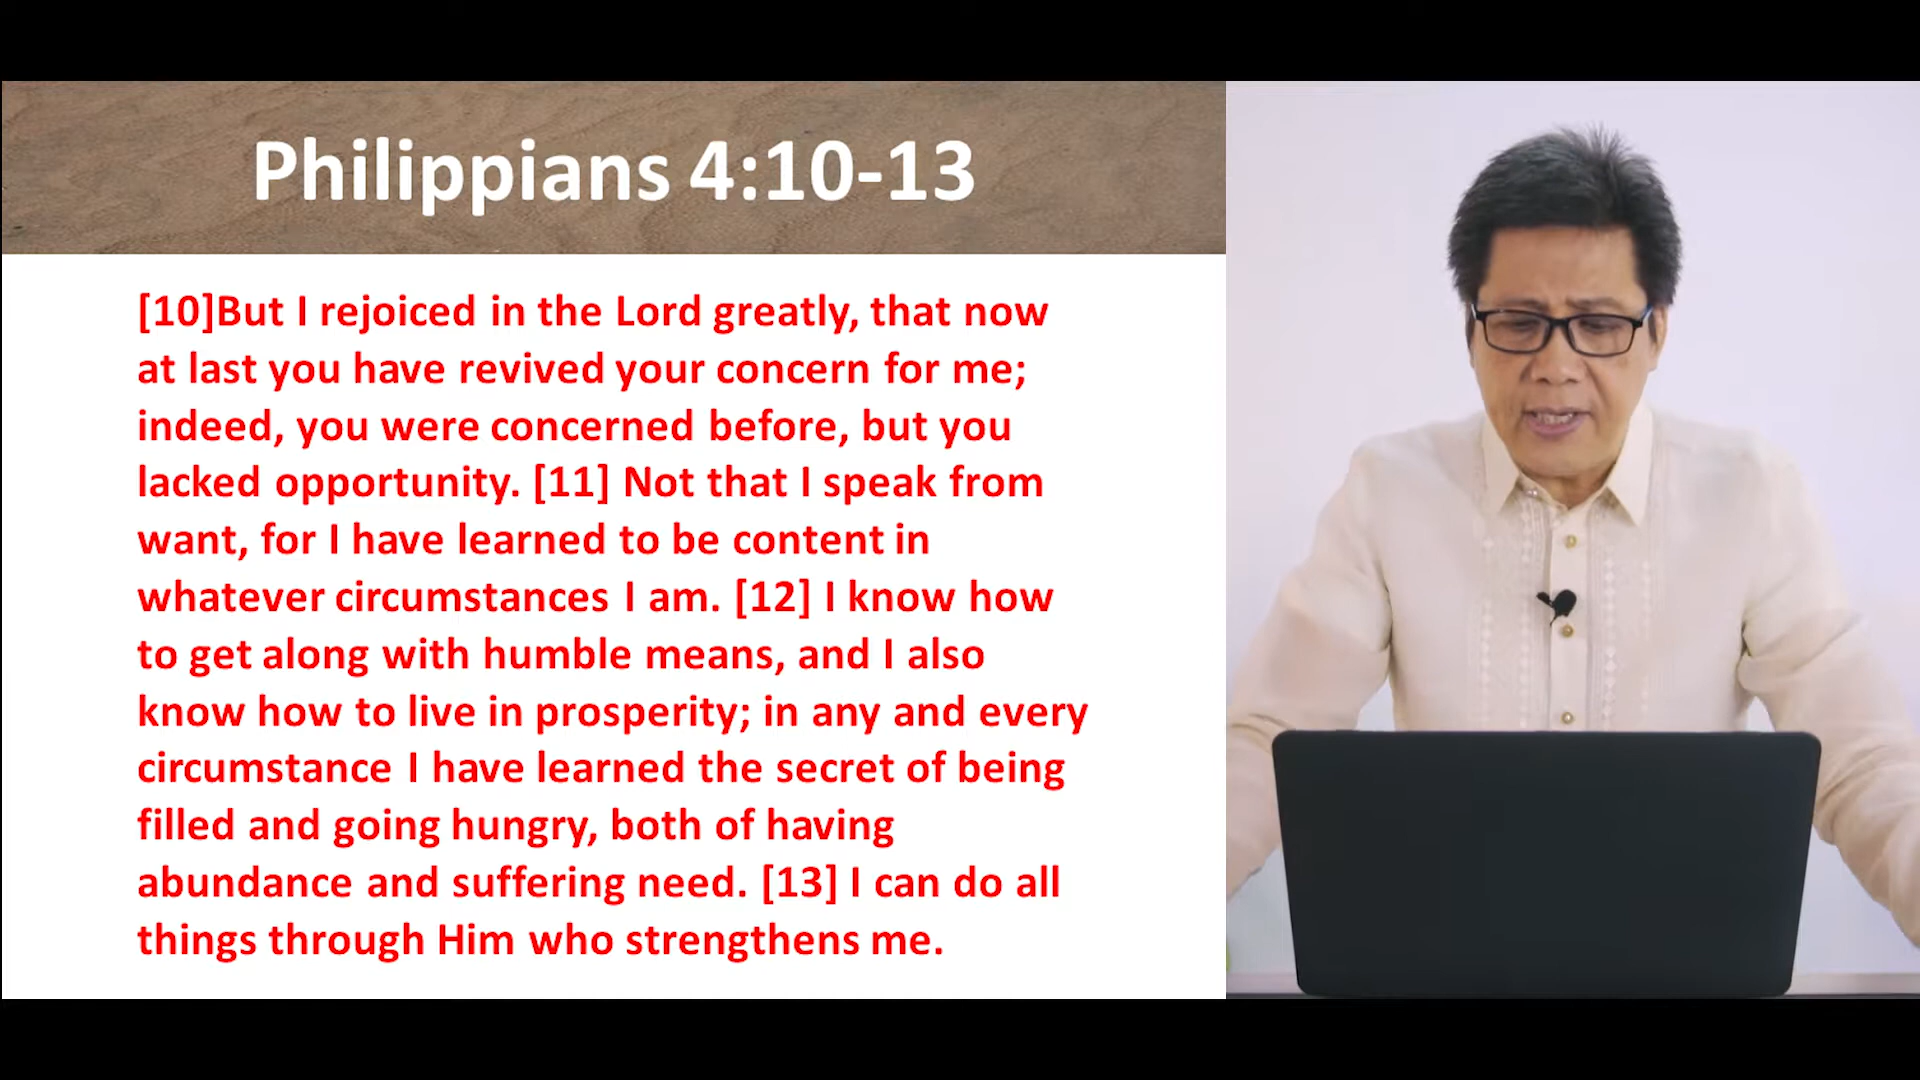 Philippians 4:10-13
[10]But I rejoiced in the Lord greatly, that now
at last you have revived your concern for me;
indeed, you were concerned before, but you
lacked opportunity. [11] Not that I speak from
want, for I have learned to be content in
whatever circumstances I am. [12] I know how
to get along with humble means, and I also
know how to live in prosperity; in any and every
circumstance I have learned the secret of being
filled and going hungry, both of having
abundance and suffering need. [13] I can do all
things through Him who strengthens me.